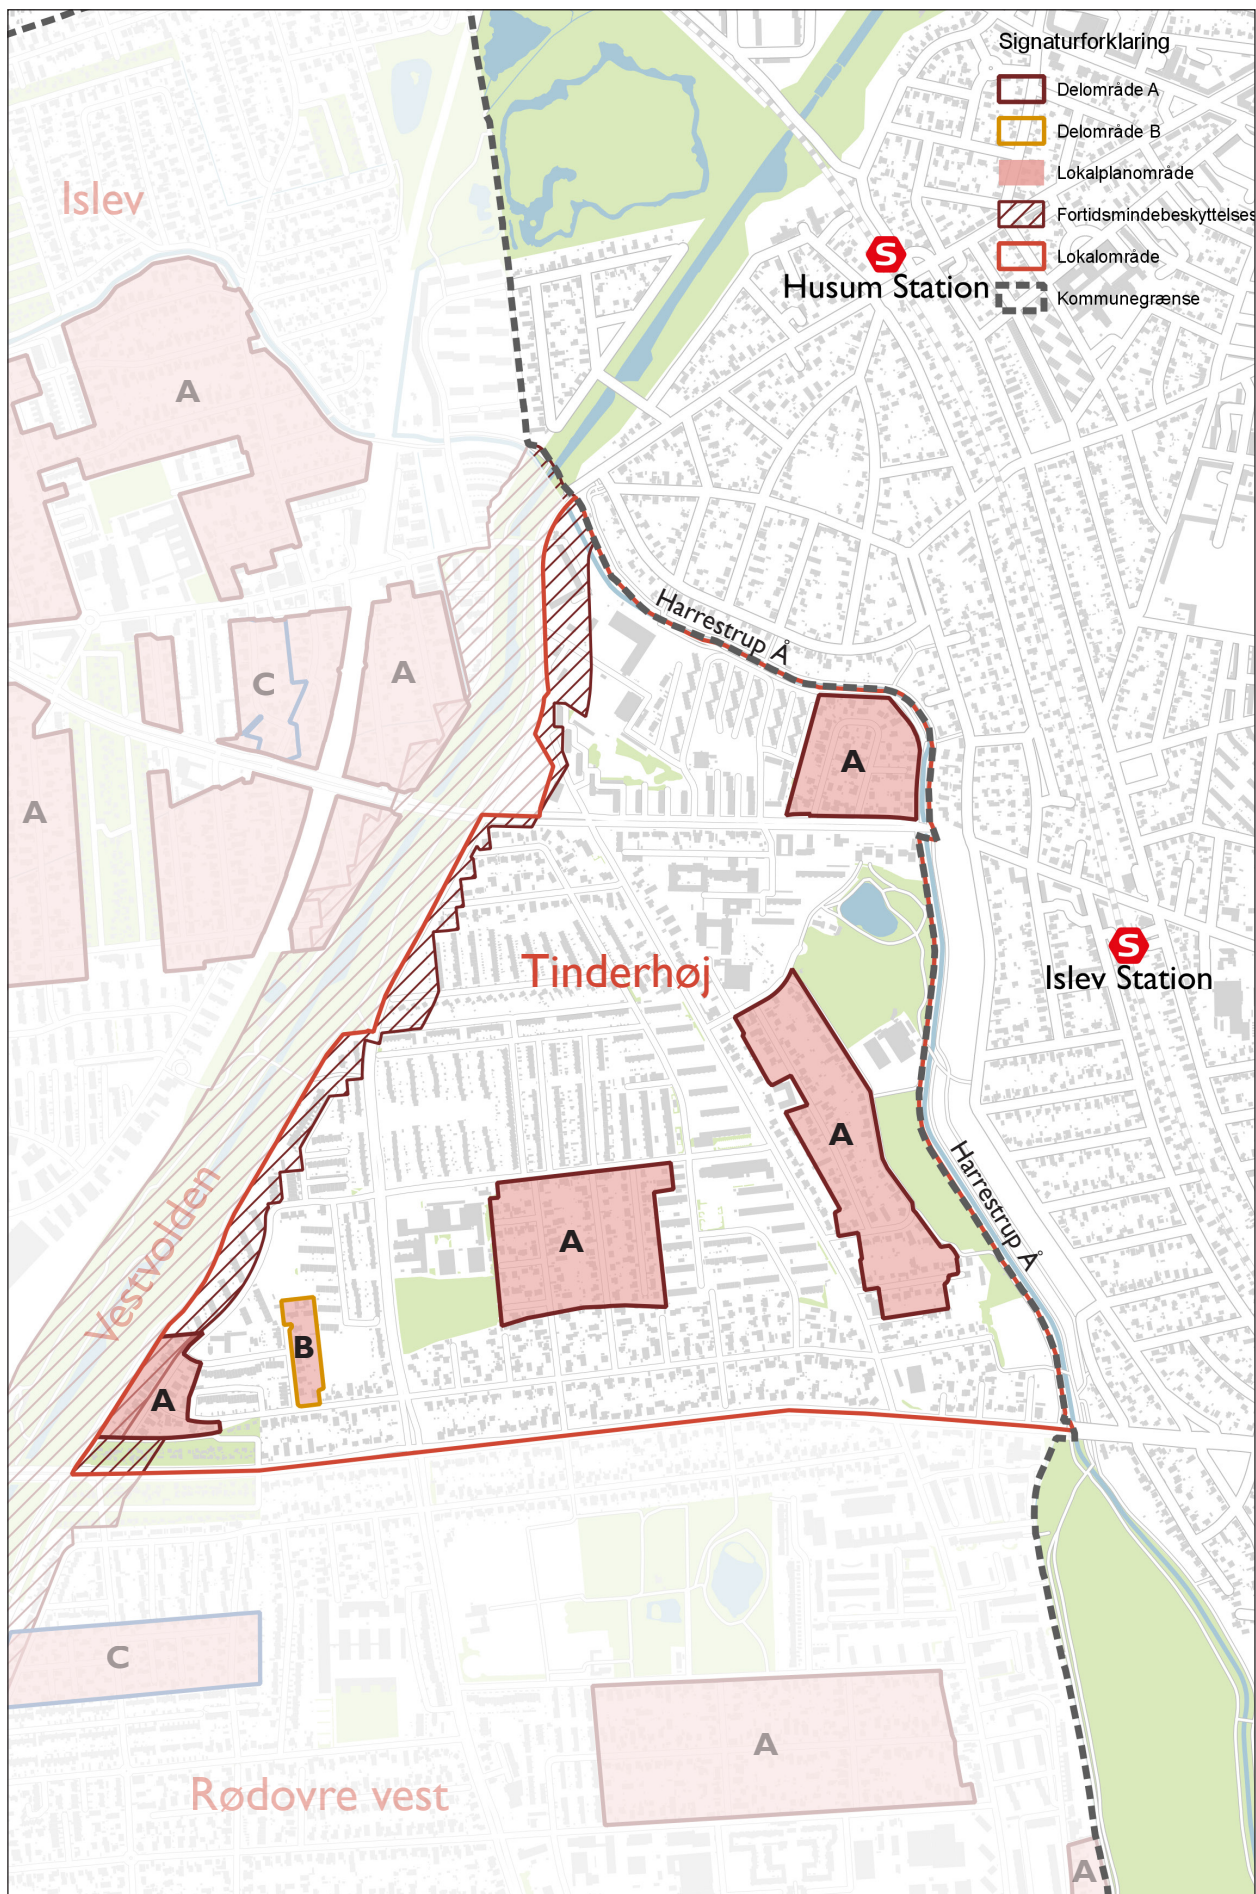 Signaturforklaring
Delområde A
Delområde B
Lokalplanområde
Fortidsmindebeskyttelses
Lokalområde
Kommunegrænse
Islev
S
Husum Station
A
Harrestrup Å
C
A
A
A
S
Islev Station
Tinderhøj
A
Harrestrup Å
Vestvolden
A
B
A
C
A
Rødovre vest
A